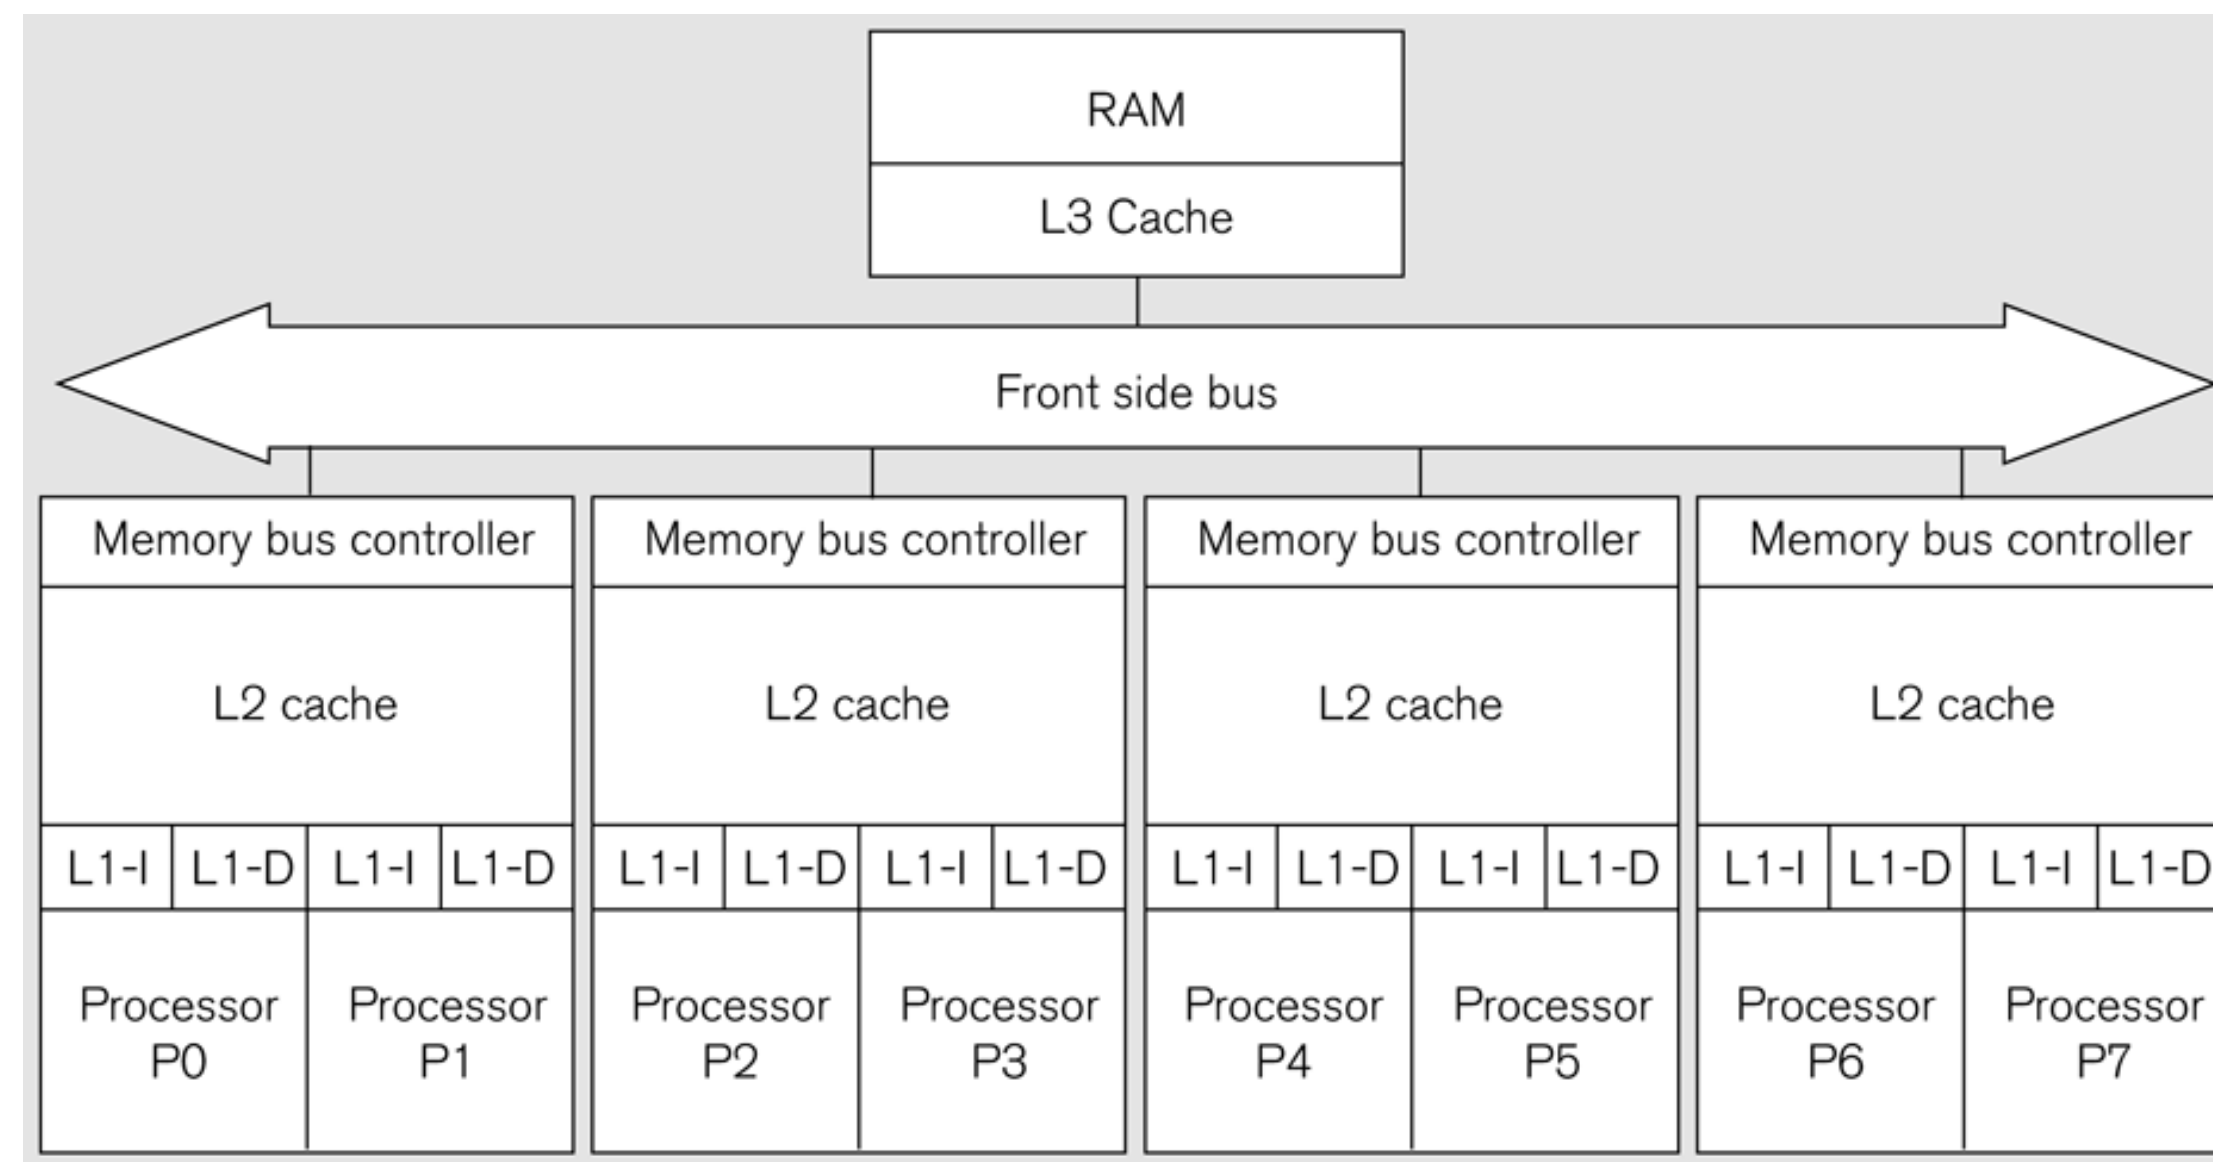 RAM
L3 Cache
Front side bus
Memory bus controller Memory bus controller Memory bus controller Memory bus controller
L2 cache L2 cache L2 cache L2 cache
L1-I L1-D L1-I L1-D L1-I L1-D L1-I L1-D L1-I L1-D L1-I L1-D L1-I L1-D L1-I L1-D
Processor Processor Processor Processor Processor Processor Processor Processor
P0 P1 P2 P3 P4 P5 P6 P7